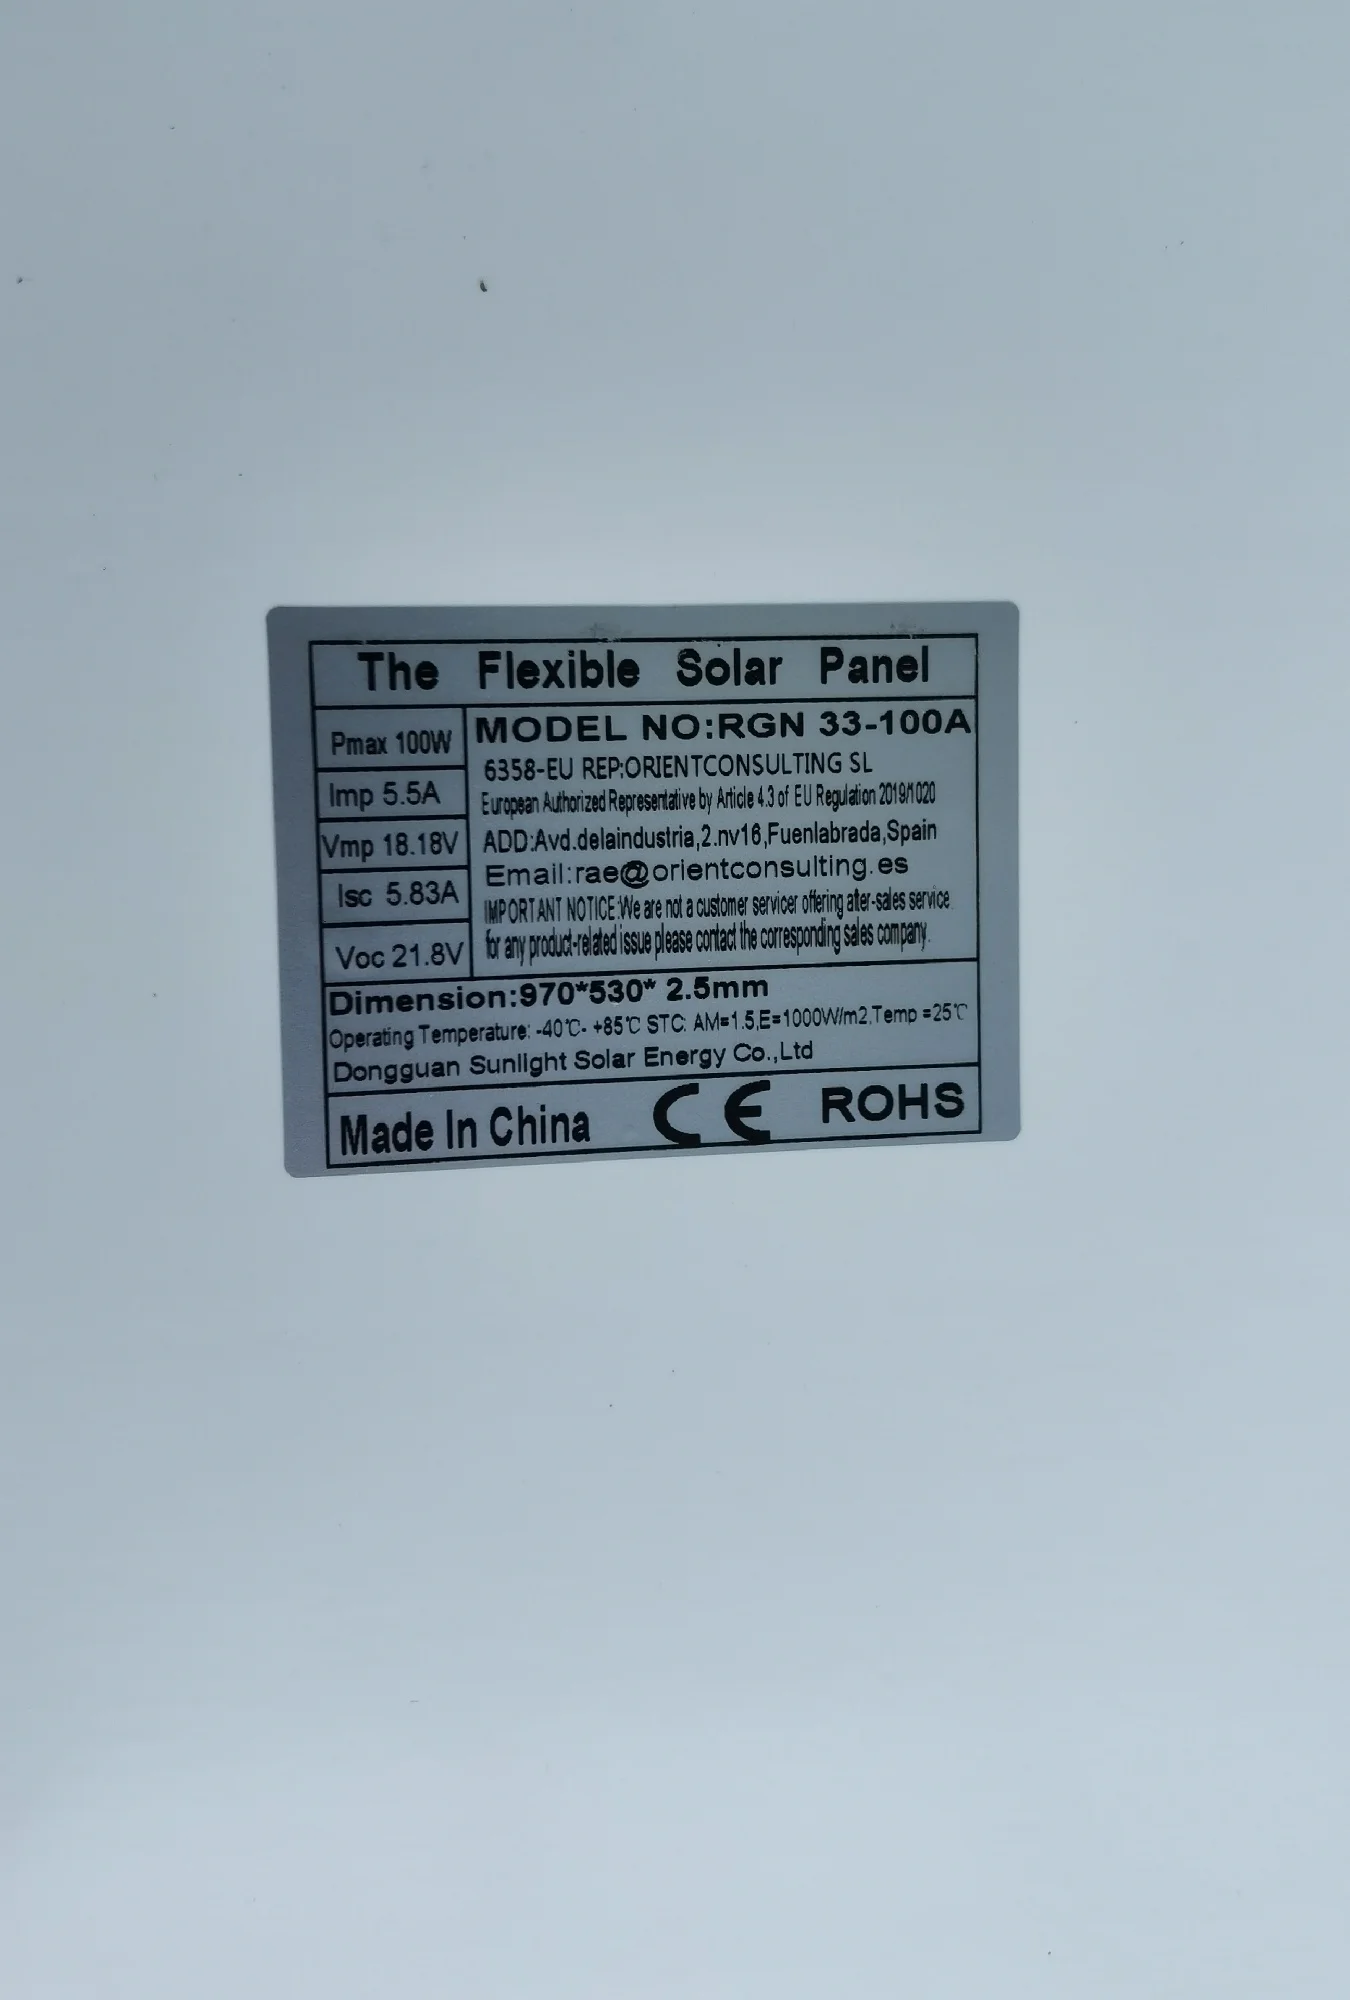 The Flexible Solar Panel
Pmax 100W
Imp 5.5A
Vmp 18.18V
Isc 5.83A
Voc 21.8V
MODEL NO:RGN 33-100A
6358-EU REP:ORIENTCONSULTING SL
European Authorized Representative by Article 4.3 of EU Regulation 2019/1020
ADD:Avd.delaindustria,2.nv16,Fuenlabrada,Spain
Email:rae@orientconsulting.es
IMPORTANT NOTICE:We are not a customer servicer offering ater-sales service
for any product-related issue please contact the corresponding sales company.
Dimension:970*530* 2.5mm
Operating Temperature: -40℃- +85℃ STC: AM=1.5,E=1000W/m2,Temp =25℃
Dongguan Sunlight Solar Energy Co.,Ltd
Made In China CE ROHS